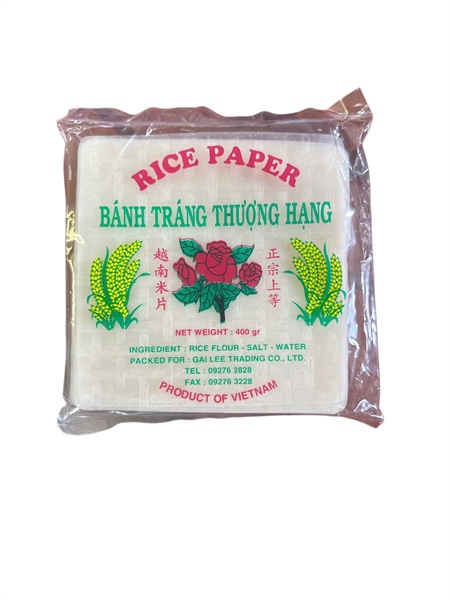 RICE PAPER
BÁNH TRÁNG THƯỢNG HẠNG
越南米片
正宗上等
NET WEIGHT : 400 gr
INGREDIENT : RICE FLOUR - SALT - WATER
PACKED FOR : GAI LEE TRADING CO., LTD.
TEL : 09276 2828
FAX : 09276 3228
PRODUCT OF VIETNAM